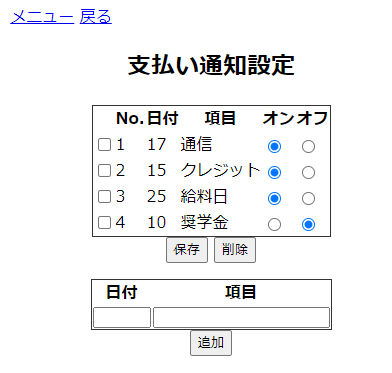 メニュー 戻る
支払い通知設定
No. 日付 項目 オン オフ
1 17 通信
2 15 クレジット
3 25 給料日
4 10 奨学金
保存 削除
日付 項目
追加